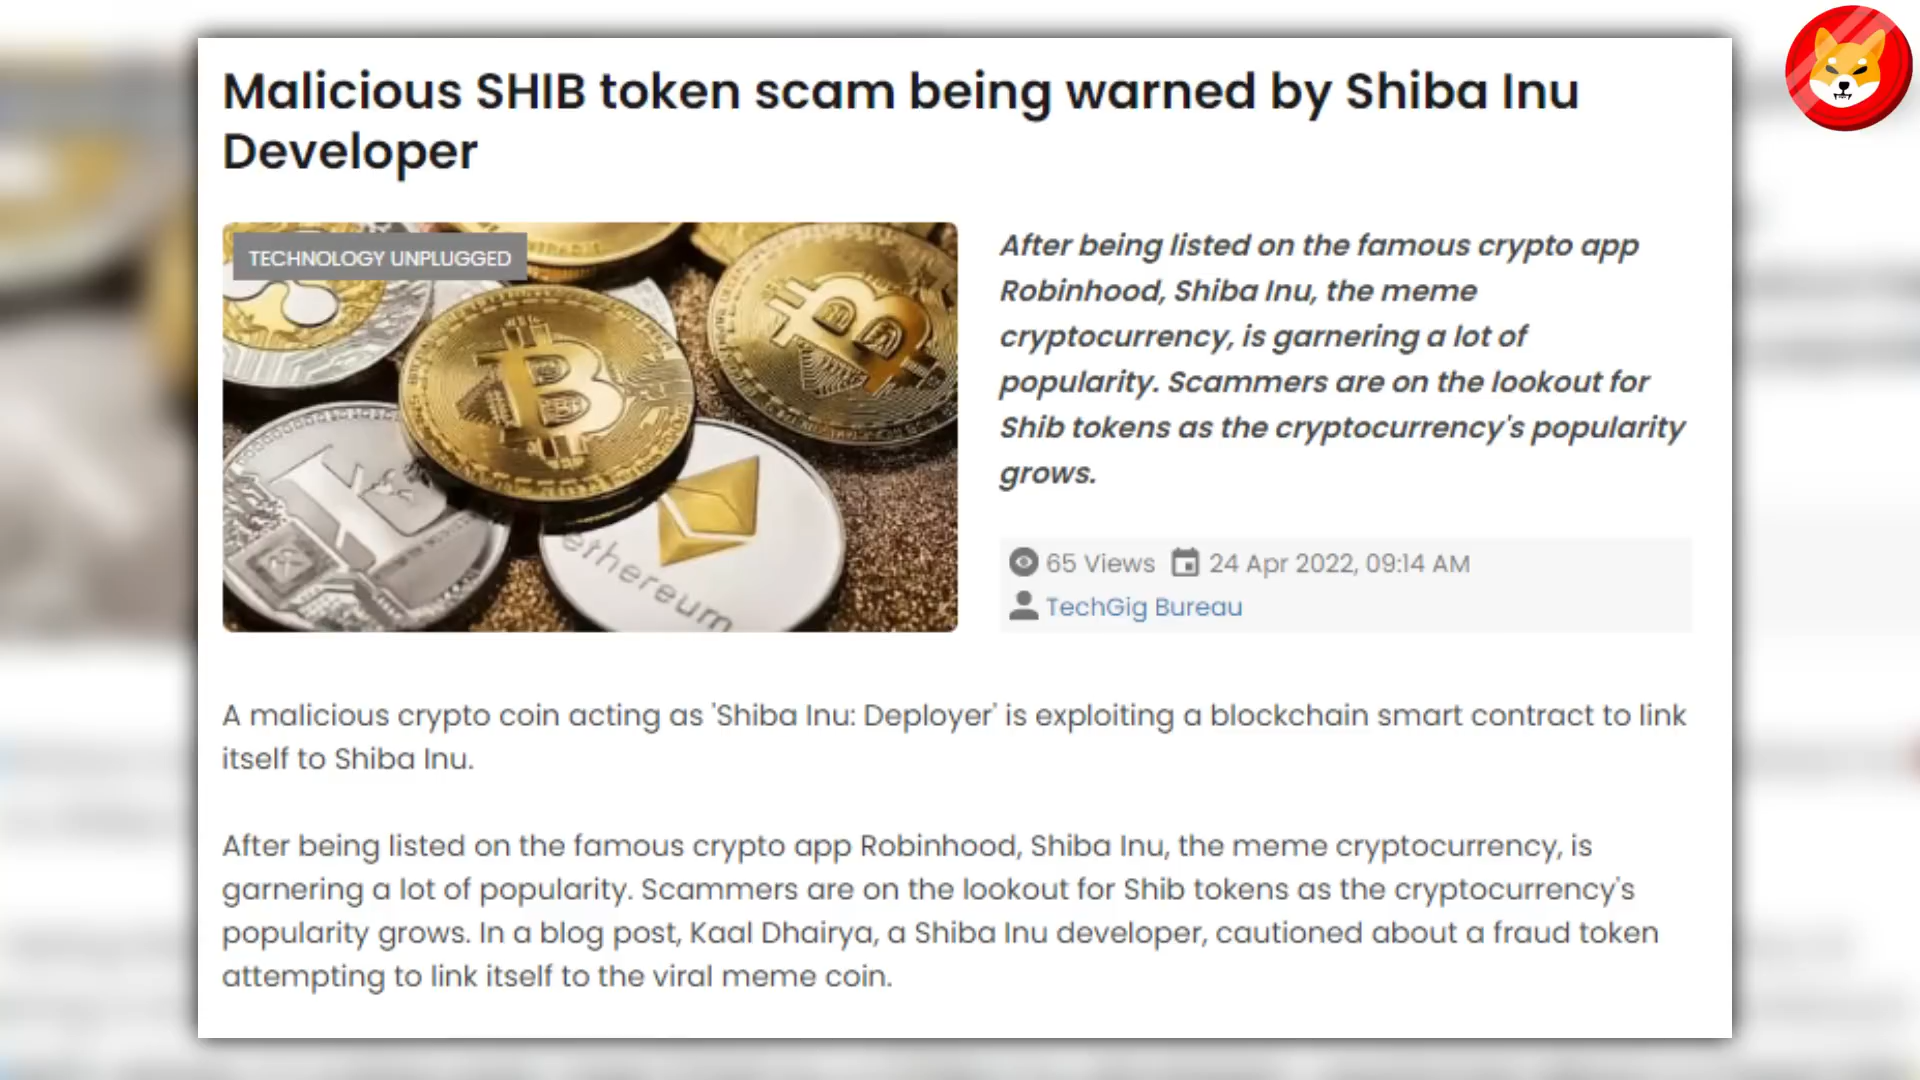 Malicious SHIB token scam being warned by Shiba Inu
Developer
TECHNOLOGY UNPLUGGED
ethereum
After being listed on the famous crypto app
Robinhood, Shiba Inu, the meme
cryptocurrency, is garnering a lot of
popularity. Scammers are on the lookout for
Shib tokens as the cryptocurrency's popularity
grows.
65 Views 24 Apr 2022, 09:14 AM
TechGig Bureau
A malicious crypto coin acting as 'Shiba Inu: Deployer' is exploiting a blockchain smart contract to link
itself to Shiba Inu.
After being listed on the famous crypto app Robinhood, Shiba Inu, the meme cryptocurrency, is
garnering a lot of popularity. Scammers are on the lookout for Shib tokens as the cryptocurrency's
popularity grows. In a blog post, Kaal Dhairya, a Shiba Inu developer, cautioned about a fraud token
attempting to link itself to the viral meme coin.